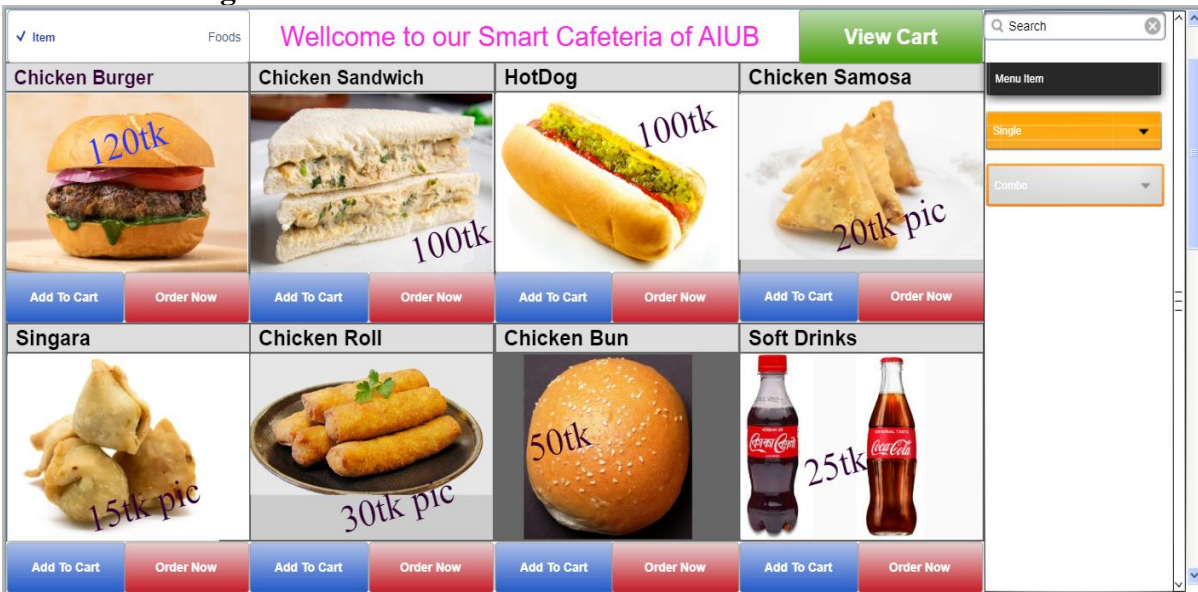 ✓ Item Foods Wellcome to our Smart Cafeteria of AIUB View Cart Search
Menu Item
Single
Combo
Chicken Burger Chicken Sandwich HotDog Chicken Samosa
120tk 100tk 100tk 20tk pic
Add To Cart Order Now Add To Cart Order Now Add To Cart Order Now Add To Cart Order Now
Singara Chicken Roll Chicken Bun Soft Drinks
15tk pic 30tk pic 50tk 25tk
কোকা কোলা ORIGINAL TASTE Coca-Cola
Add To Cart Order Now Add To Cart Order Now Add To Cart Order Now Add To Cart Order Now